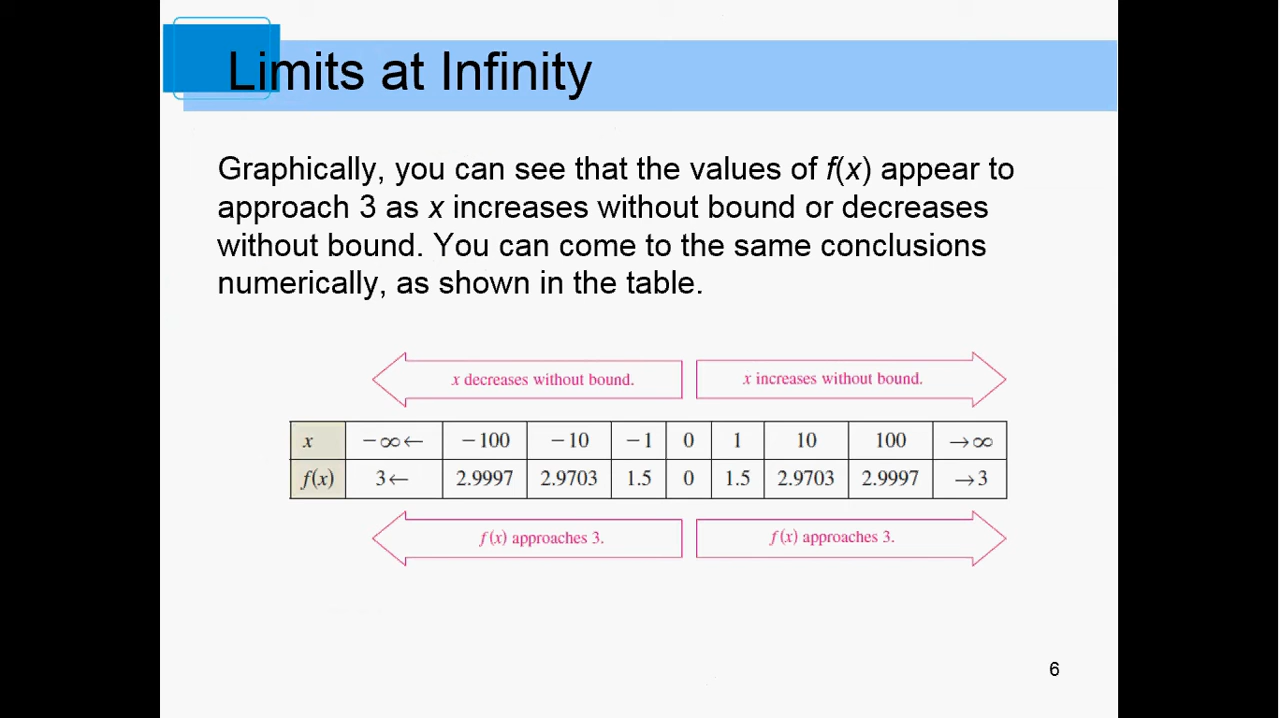 Limits at Infinity
Graphically, you can see that the values of f(x) appear to
approach 3 as x increases without bound or decreases
without bound. You can come to the same conclusions
numerically, as shown in the table.
x decreases without bound. x increases without bound.
x −∞← −100 −10 −1 0 1 10 100 →∞
f(x) 3← 2.9997 2.9703 1.5 0 1.5 2.9703 2.9997 →3
f(x) approaches 3. f(x) approaches 3.
6